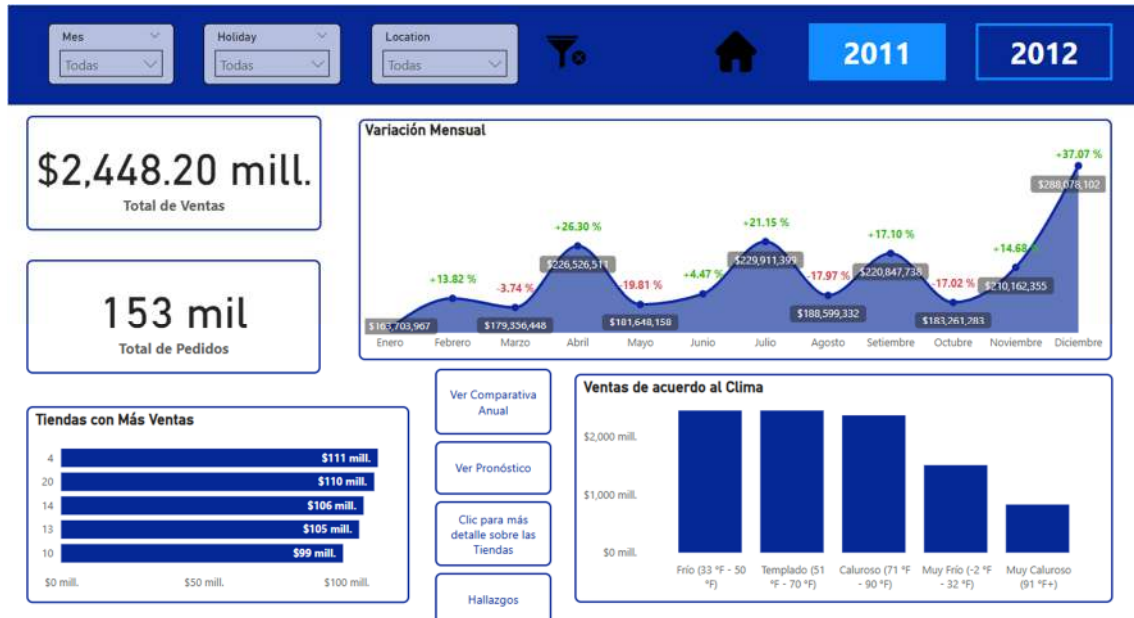 Mes
Todas
Holiday
Todas
Location
Todas
2011
2012
$2,448.20 mill.
Total de Ventas
153 mil
Total de Pedidos
Variación Mensual
+37.07 %
$288,078,102
+26.30 %
+21.15 %
+17.10 %
+14.68 %
+13.82 %
-3.74 %
-19.81 %
+4.47 %
-17.97 %
-17.02 %
$226,526,511
$229,911,399
$220,847,738
$210,162,355
$163,703,967
$179,356,448
$181,648,158
$188,599,332
$183,261,283
Enero Febrero Marzo Abril Mayo Junio Julio Agosto Setiembre Octubre Noviembre Diciembre
Tiendas con Más Ventas
4 $111 mill.
20 $110 mill.
14 $106 mill.
13 $105 mill.
10 $99 mill.
$0 mill. $50 mill. $100 mill.
Ver Comparativa
Anual
Ver Pronóstico
Clic para más
detalle sobre las
Tiendas
Hallazgos
Ventas de acuerdo al Clima
$2,000 mill.
$1,000 mill.
$0 mill.
Frío (33 °F - 50
°F)
Templado (51
°F - 70 °F)
Caluroso (71 °F
- 90 °F)
Muy Frío (-2 °F
- 32 °F)
Muy Caluroso
(91 °F+)